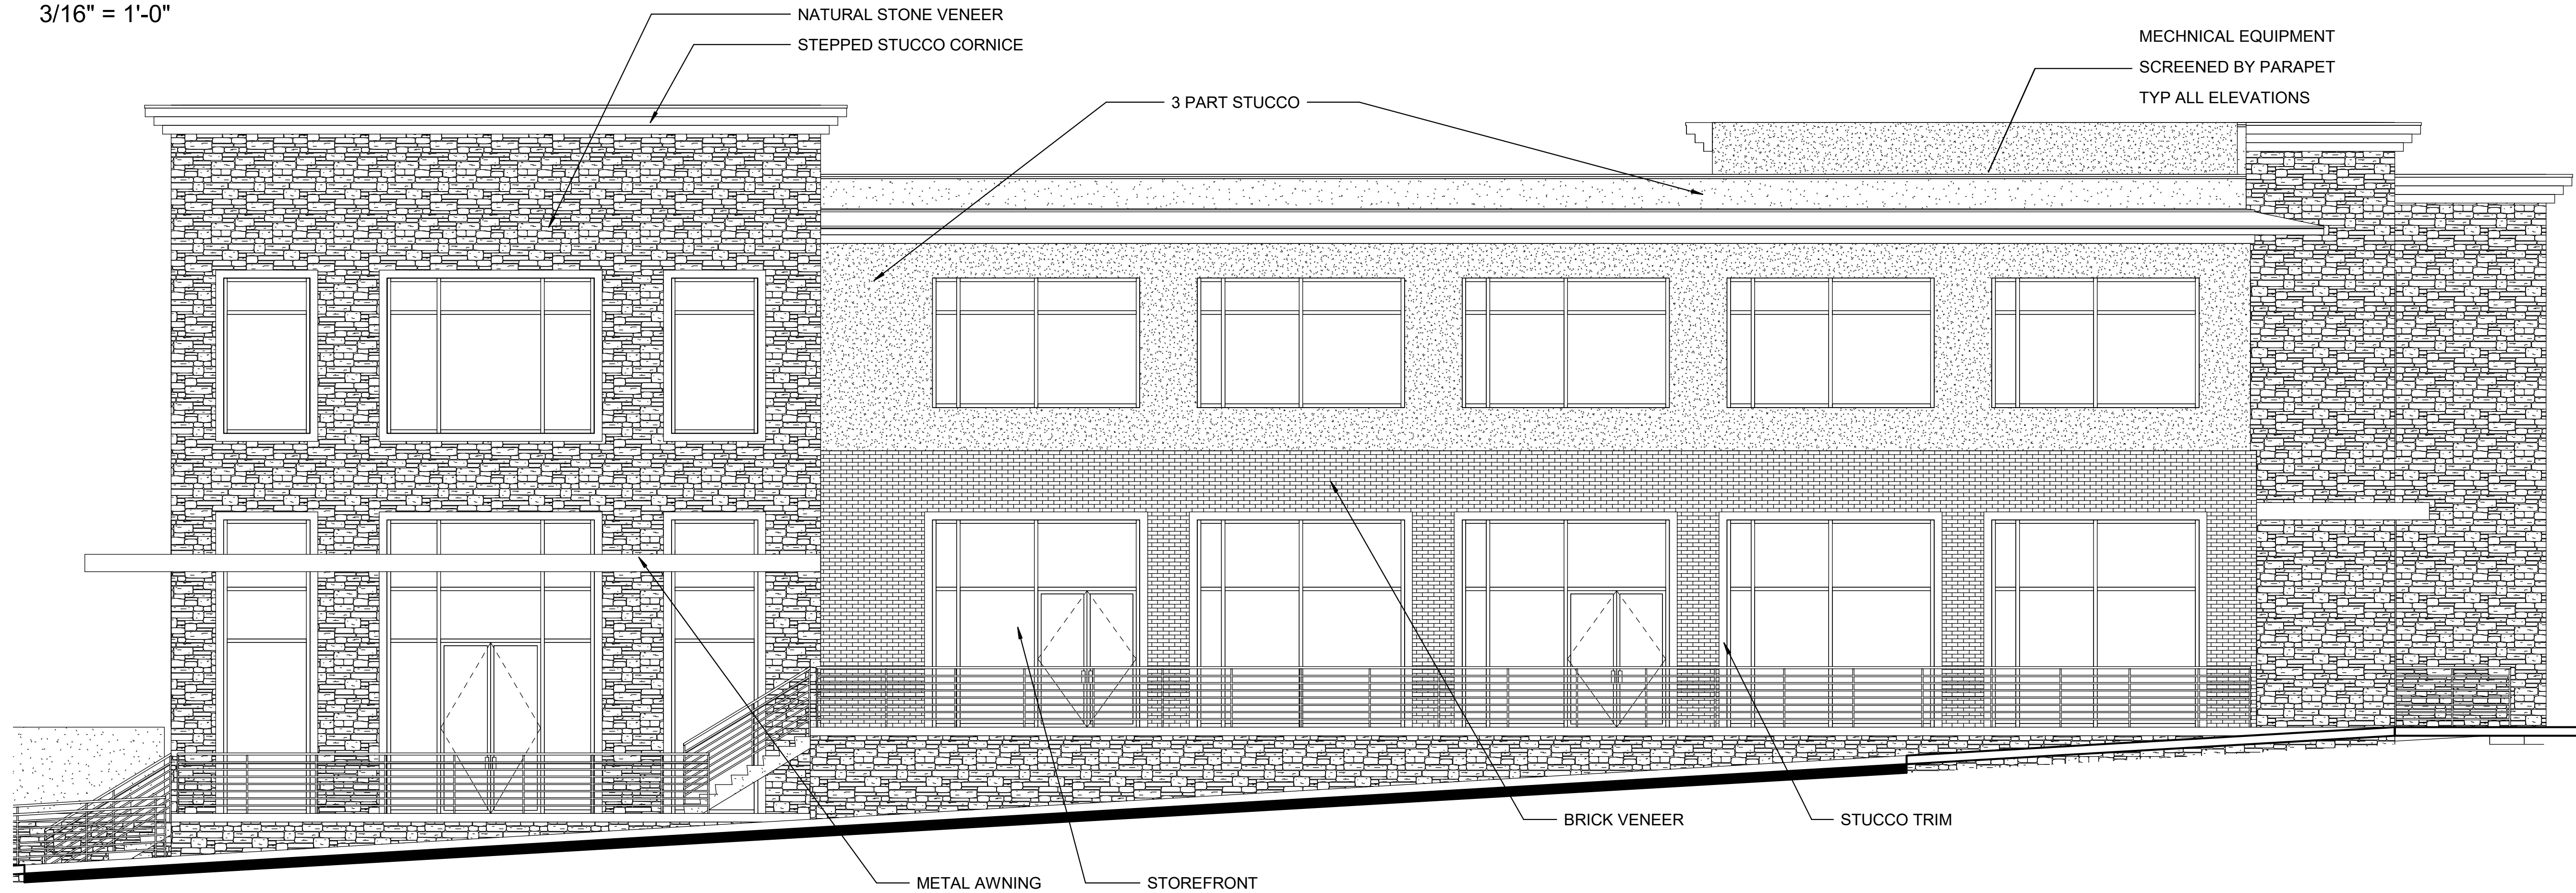 3/16" = 1'-0"
NATURAL STONE VENEER
STEPPED STUCCO CORNICE
3 PART STUCCO
MECHNICAL EQUIPMENT
SCREENED BY PARAPET
TYP ALL ELEVATIONS
BRICK VENEER
STUCCO TRIM
METAL AWNING
STOREFRONT